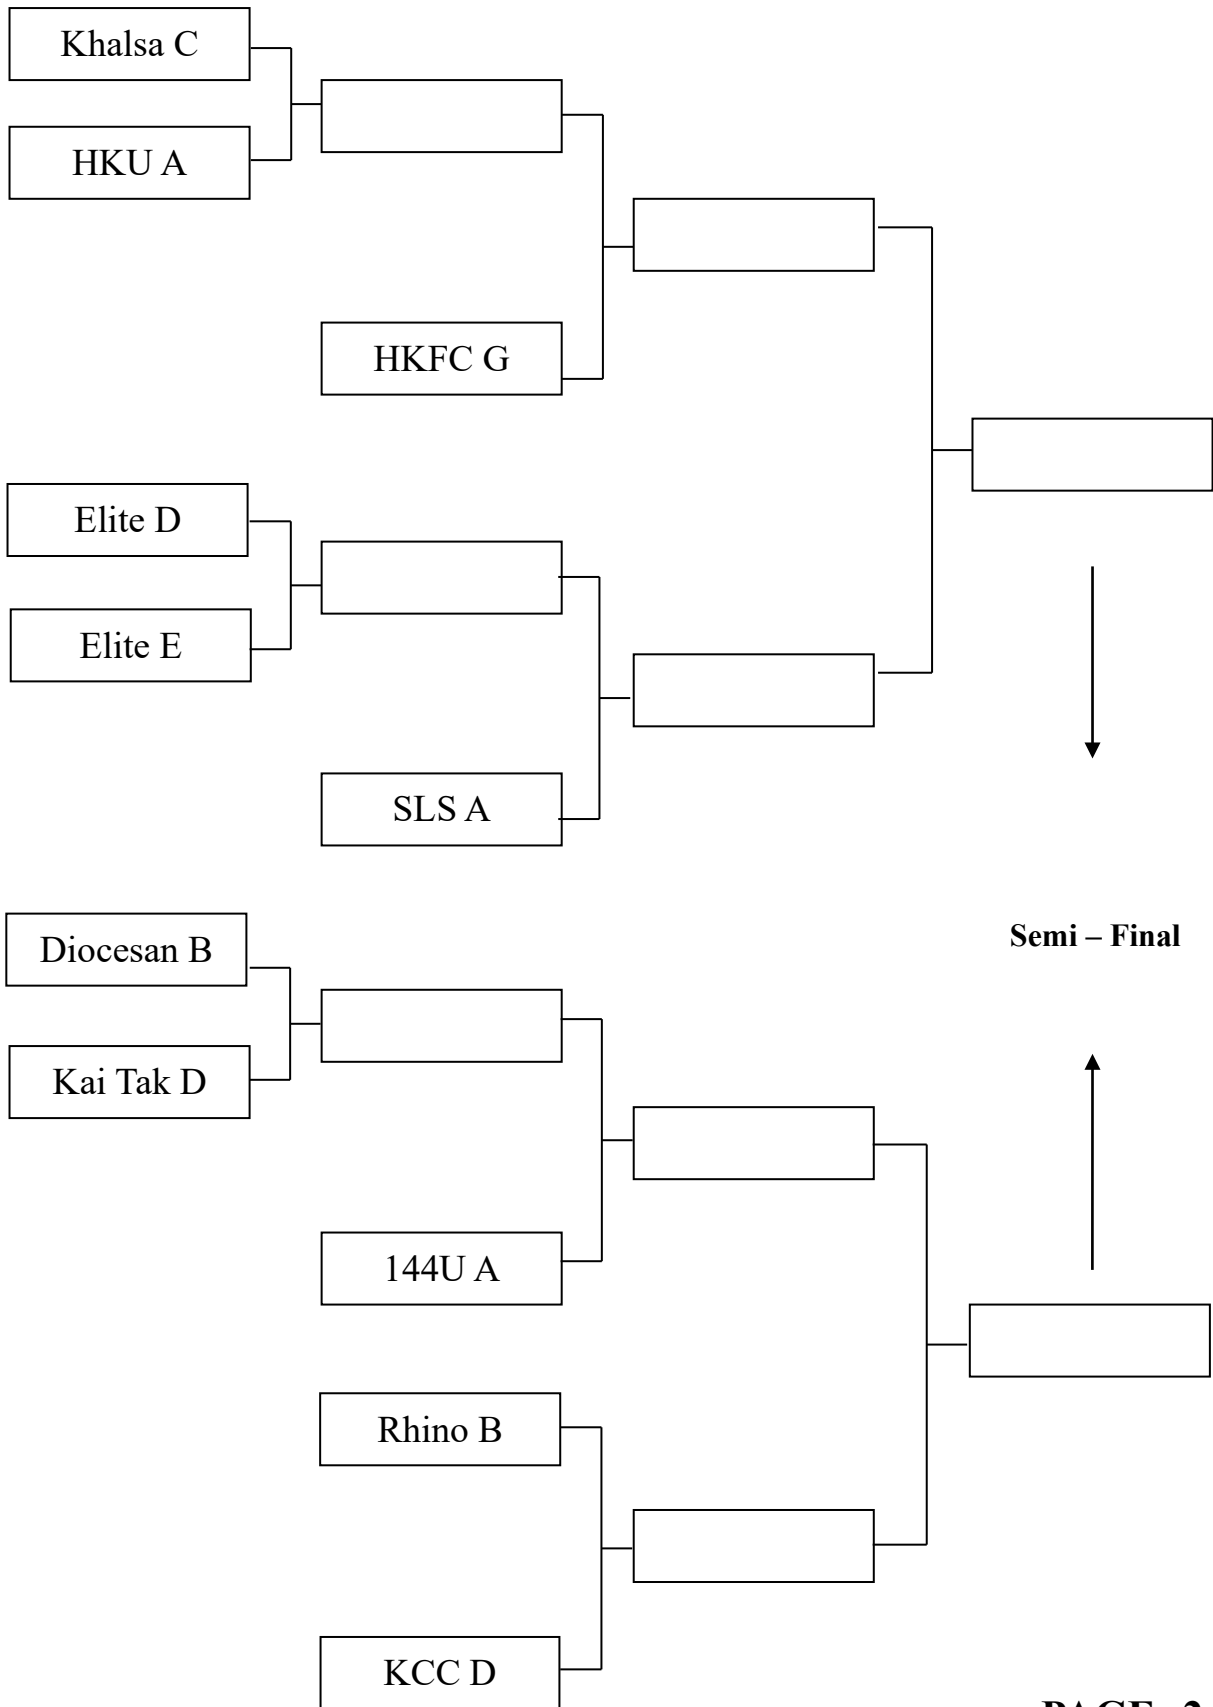 Khalsa C
HKU A
HKFC G
Elite D
Elite E
SLS A
Diocesan B
Semi – Final
Kai Tak D
144U A
Rhino B
KCC D